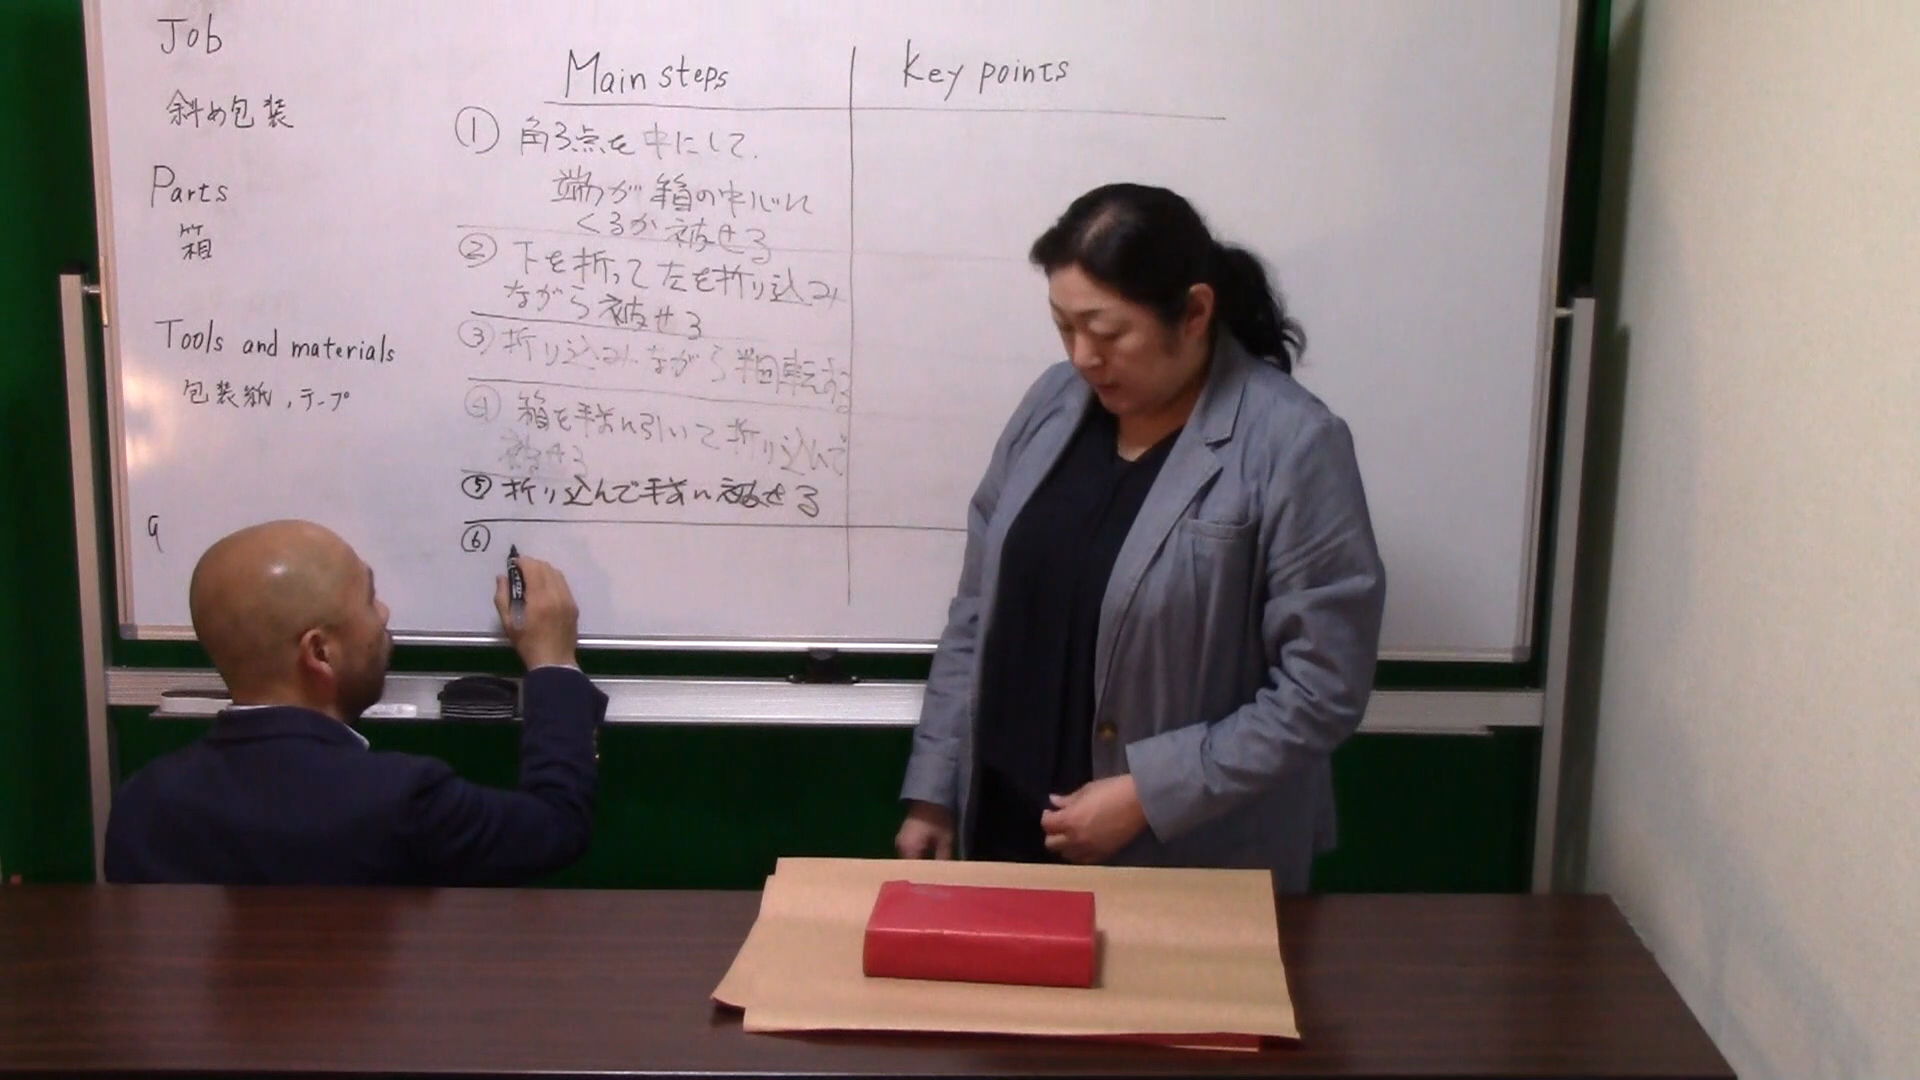 Job
斜め包装
Parts
箱
Tools and materials
包装紙、テープ
Main steps
Key points
① 角3点を中にして、
端が箱の中心に
くるか被せる
② 下を折って左を折り込み
ながら被せる
③ 折り込みながら半回転する
④ 箱を手前に引いて折り込んで
被せる
⑤ 折り込んで手前に被せる
⑥